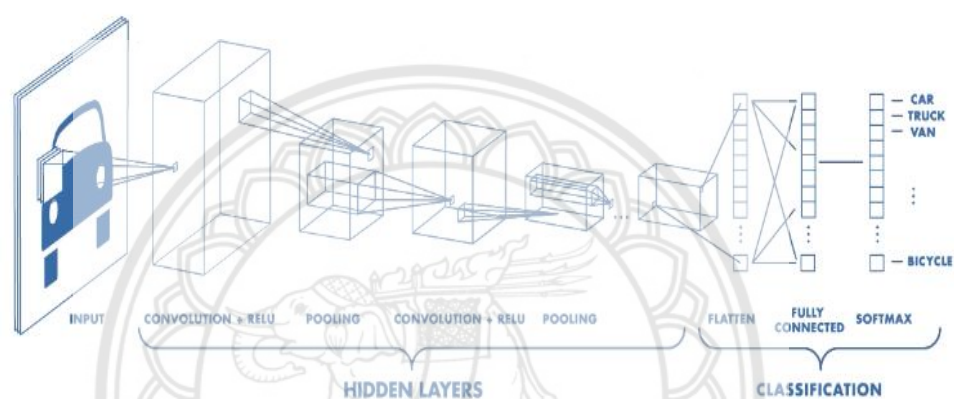 CAR
TRUCK
VAN
BICYCLE
INPUT
CONVOLUTION + RELU
POOLING
CONVOLUTION + RELU
POOLING
FLATTEN
FULLY
CONNECTED
SOFTMAX
HIDDEN LAYERS
CLASSIFICATION